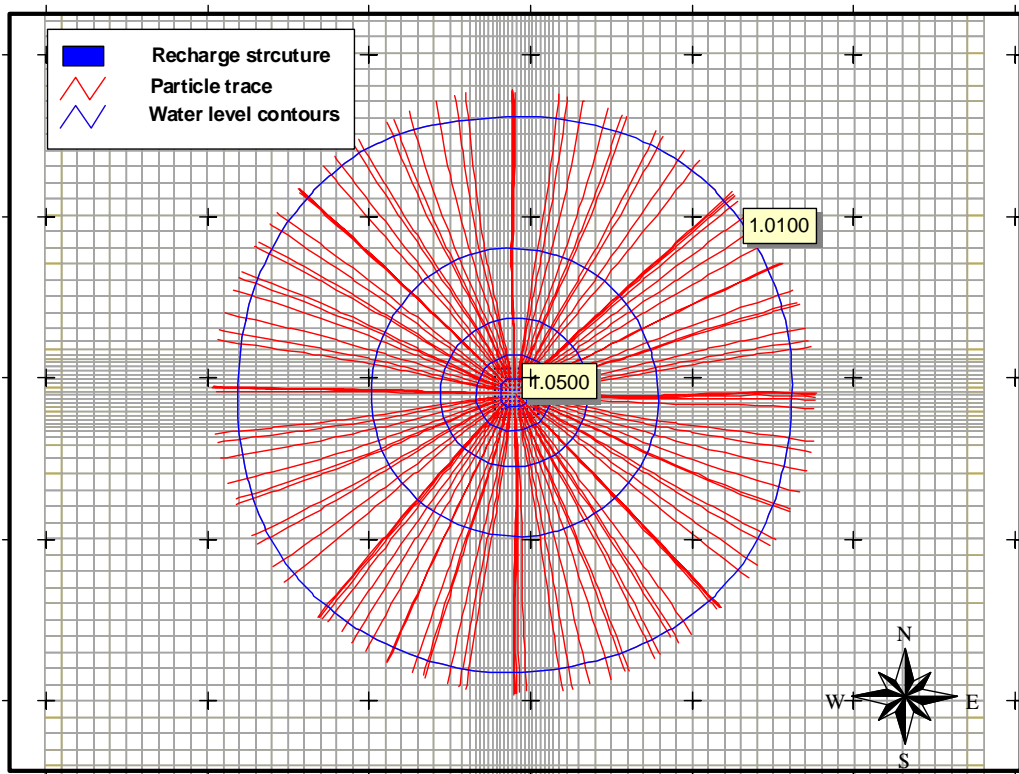 Recharge strcuture
Particle trace
Water level contours
1.0100
1.0500
N
W
E
S